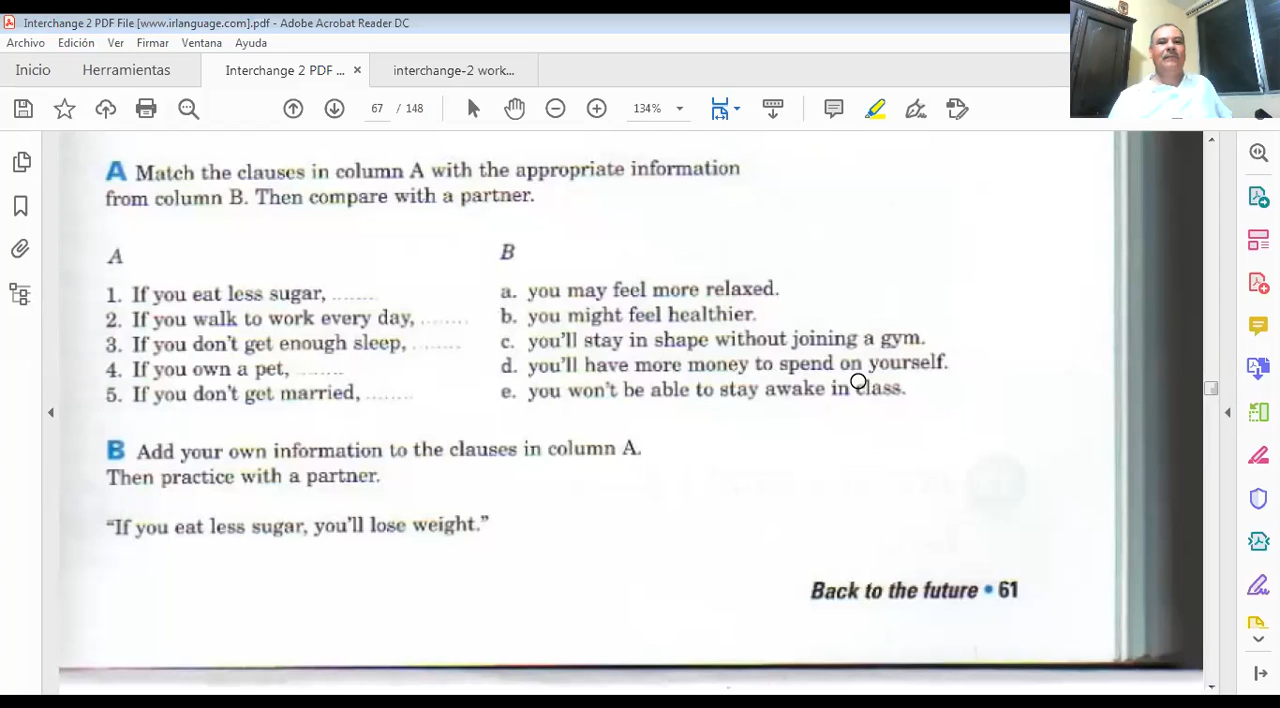 Interchange 2 PDF File [www.irlanguage.com].pdf - Adobe Acrobat Reader DC
Archivo Edición Ver Firmar Ventana Ayuda
Inicio Herramientas Interchange 2 PDF ... × interchange-2 work...
67 / 148 134%
A Match the clauses in column A with the appropriate information
from column B. Then compare with a partner.
A
1. If you eat less sugar, ........
2. If you walk to work every day, ........
3. If you don't get enough sleep, ........
4. If you own a pet, ........
5. If you don't get married, ........
B
a. you may feel more relaxed.
b. you might feel healthier.
c. you'll stay in shape without joining a gym.
d. you'll have more money to spend on yourself.
e. you won't be able to stay awake in class.
B Add your own information to the clauses in column A.
Then practice with a partner.
“If you eat less sugar, you'll lose weight.”
Back to the future • 61